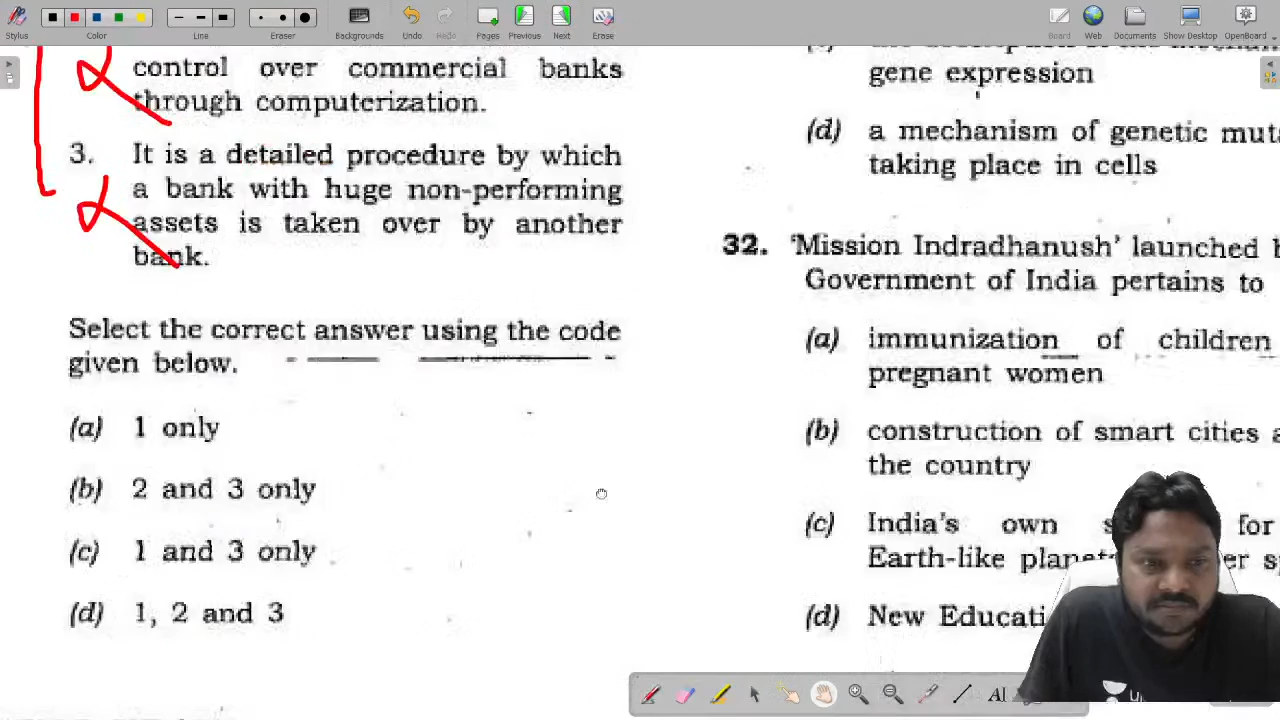 Stylus
Color
Line
Eraser
Backgrounds
Undo
Redo
Pages
Previous
Next
Erase
Board
Web
Documents
Show Desktop
OpenBoard
control over commercial banks
through computerization.
3. It is a detailed procedure by which
a bank with huge non-performing
assets is taken over by another
bank.
Select the correct answer using the code
given below.
(a) 1 only
(b) 2 and 3 only
(c) 1 and 3 only
(d) 1, 2 and 3
gene expression
(d) a mechanism of genetic muta
taking place in cells
32. 'Mission Indradhanush' launched b
Government of India pertains to
(a) immunization of children
pregnant women
(b) construction of smart cities a
the country
(c) India's own s for
Earth-like planet er sp
(d) New Educati
AI